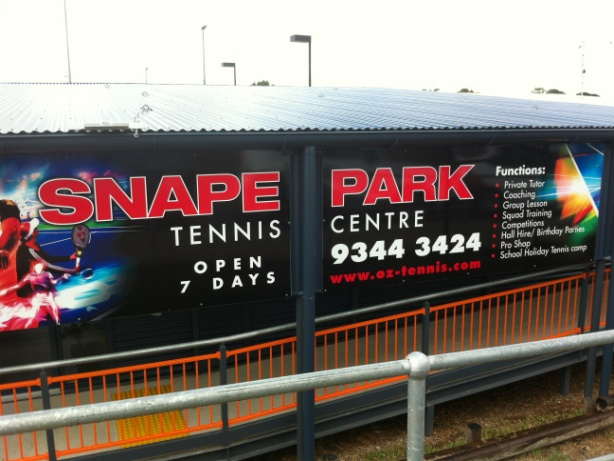 SNAPE PARK
TENNIS CENTRE
OPEN
7 DAYS
9344 3424
www.oz-tennis.com
Functions:
• Private Tutor
• Coaching
• Group Lesson
• Squad Training
• Competitions
• Hall Hire/ Birthday Parties
• Pro Shop
• School Holiday Tennis camp